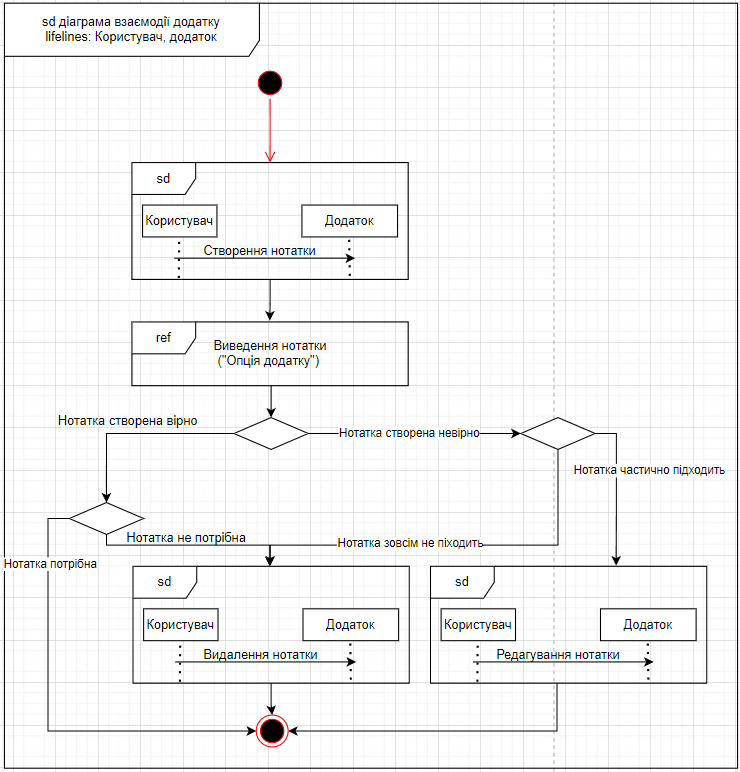 sd діаграма взаємодії додатку
lifelines: Користувач, додаток
sd
Користувач
Додаток
Створення нотатки
ref
Виведення нотатки
("Опція додатку")
Нотатка створена вірно
Нотатка створена невірно
Нотатка частично підходить
Нотатка не потрібна
Нотатка зовсім не піходить
Нотатка потрібна
sd
Користувач
Додаток
Видалення нотатки
sd
Користувач
Додаток
Редагування нотатки